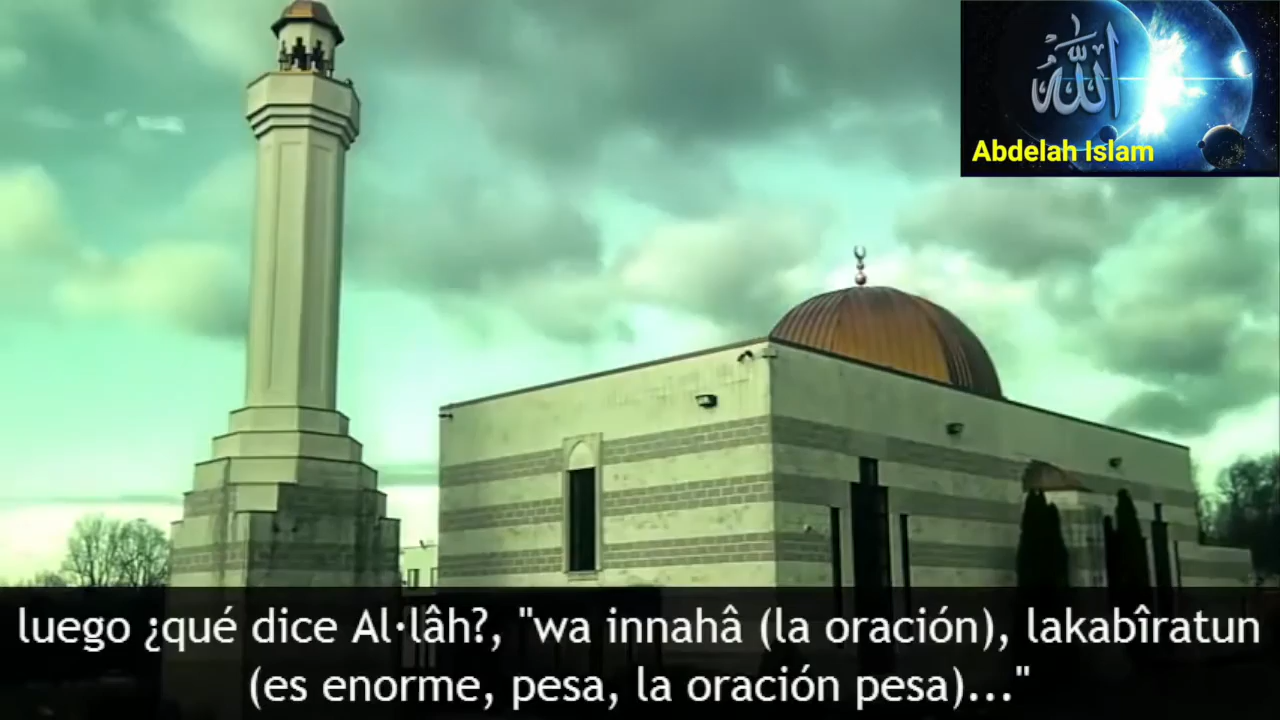 الله
Abdelah Islam
luego ¿qué dice Al·lâh?, "wa innahâ (la oración), lakabîratun
(es enorme, pesa, la oración pesa)..."